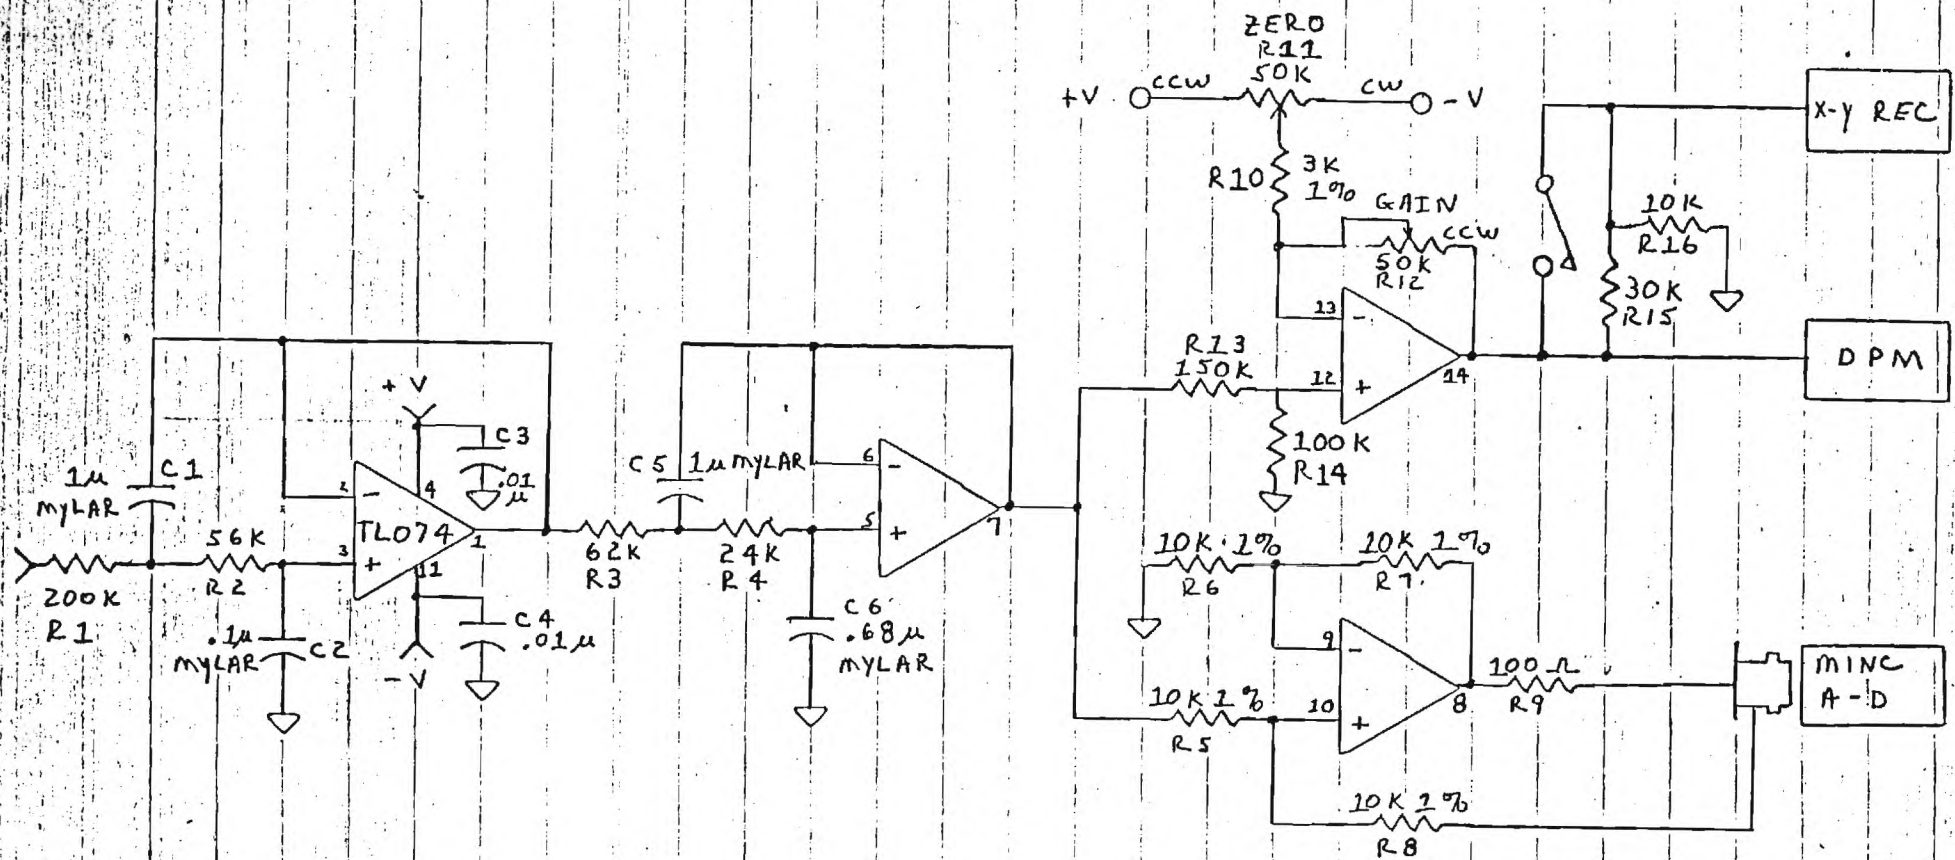 ZERO
R11
50K
+V
CCW
CW
-V
X-Y REC
R10
3K
1%
GAIN
CCW
50K
R12
10K
R16
30K
R15
13
-
12
+
14
DPM
R13
150K
100K
R14
+V
C3
.01
μ
1μ
MYLAR
C1
2
-
4
TL074
3
+
11
1
56K
R2
200K
R1
.1μ
MYLAR
C2
C4
.01μ
-V
62K
R3
24K
R4
C5
1μ MYLAR
6
-
5
+
7
C6
.68μ
MYLAR
10K 1%
R6
10K 1%
R7
9
-
10
+
8
10K 1%
R5
100Ω
R9
MINC
A-D
10K 1%
R8